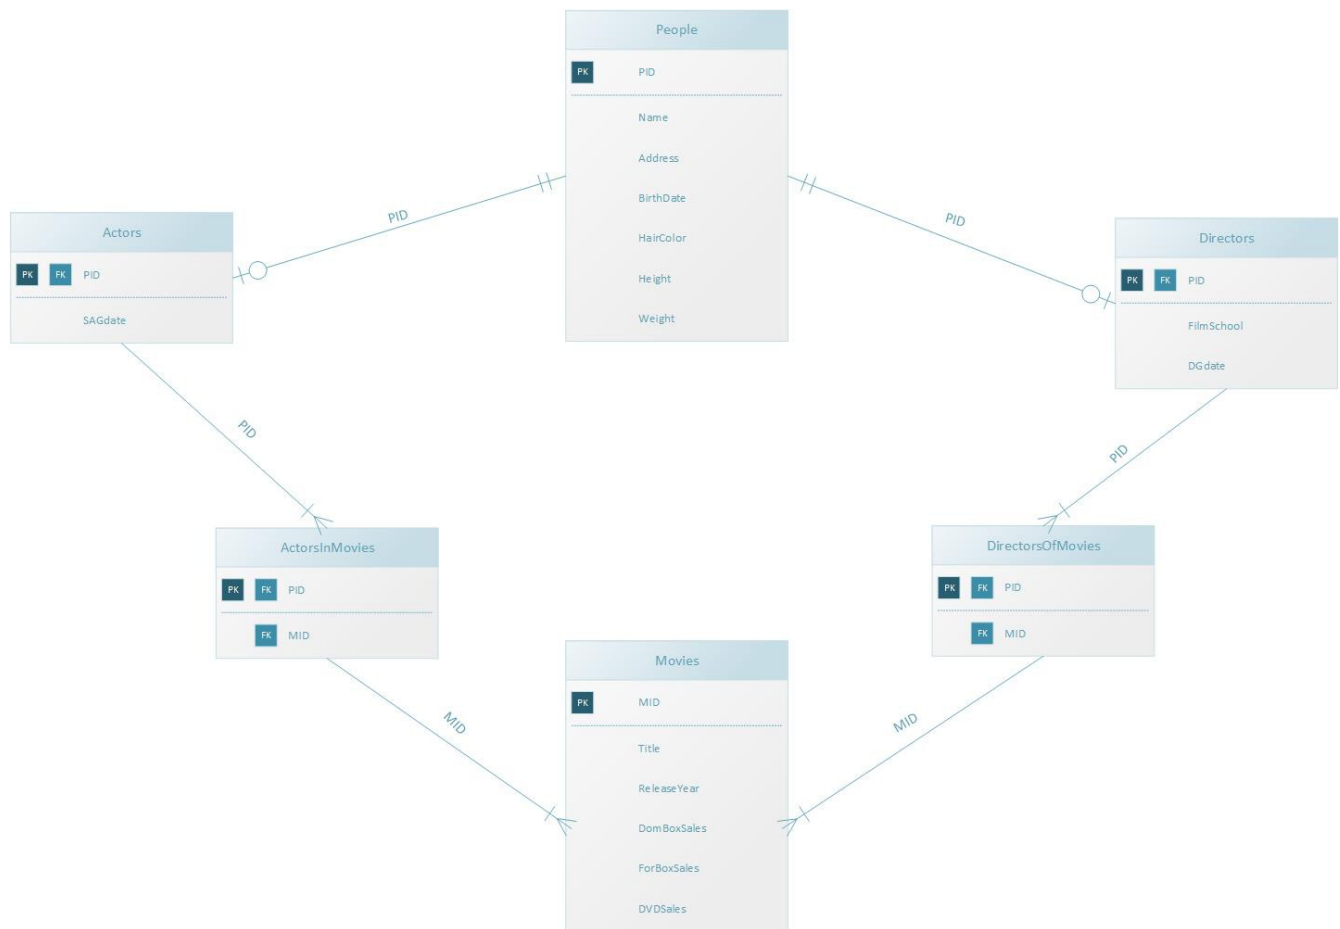 People
PK PID
Name
Address
BirthDate
HairColor
Height
Weight
PID
PID
Actors
PK FK PID
SAGdate
Directors
PK FK PID
FilmSchool
DGdate
PID
PID
ActorsInMovies
PK FK PID
FK MID
DirectorsOfMovies
PK FK PID
FK MID
MID
MID
Movies
PK MID
Title
ReleaseYear
DomBoxSales
ForBoxSales
DVDSales